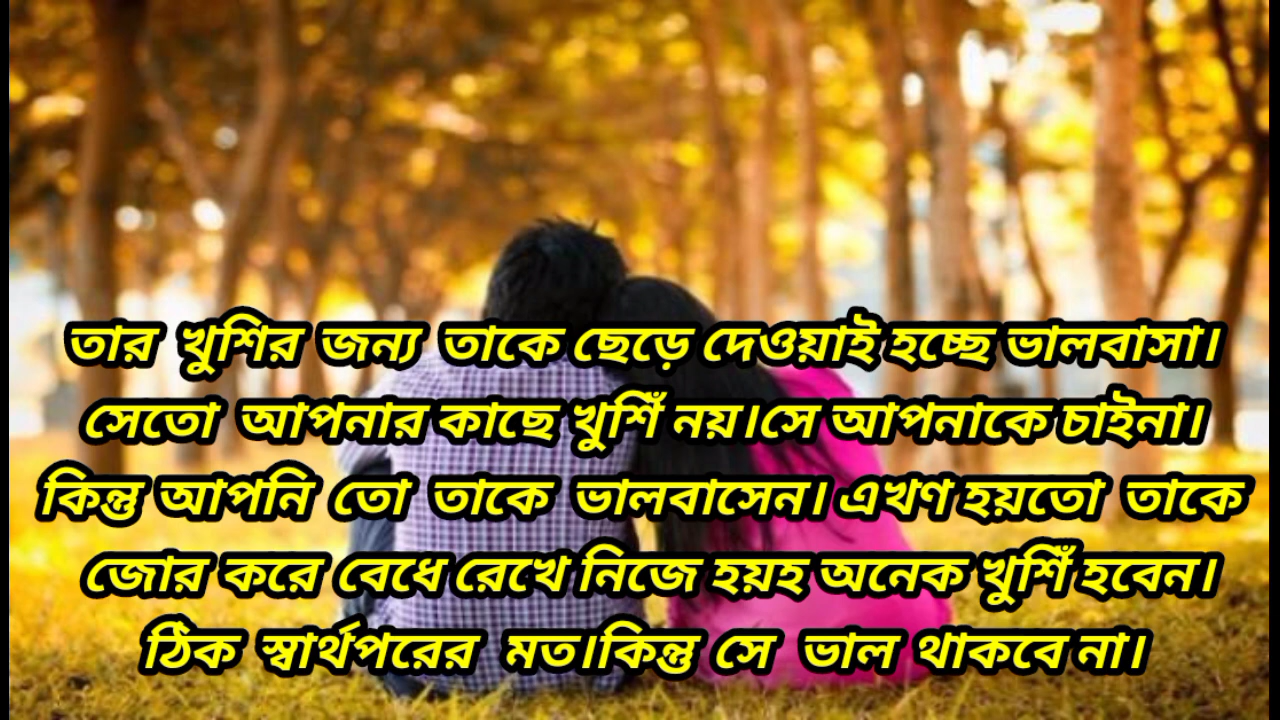 তার খুশির জন্য তাকে ছেড়ে দেওয়াই হচ্ছে ভালবাসা।
সেতো আপনার কাছে খুশিঁ নয়।সে আপনাকে চাইনা।
কিন্তু আপনি তো তাকে ভালবাসেন। এখণ হয়তো তাকে
জোর করে বেধে রেখে নিজে হয়হ অনেক খুশিঁ হবেন।
ঠিক স্বার্থপরের মত।কিন্তু সে ভাল থাকবে না।